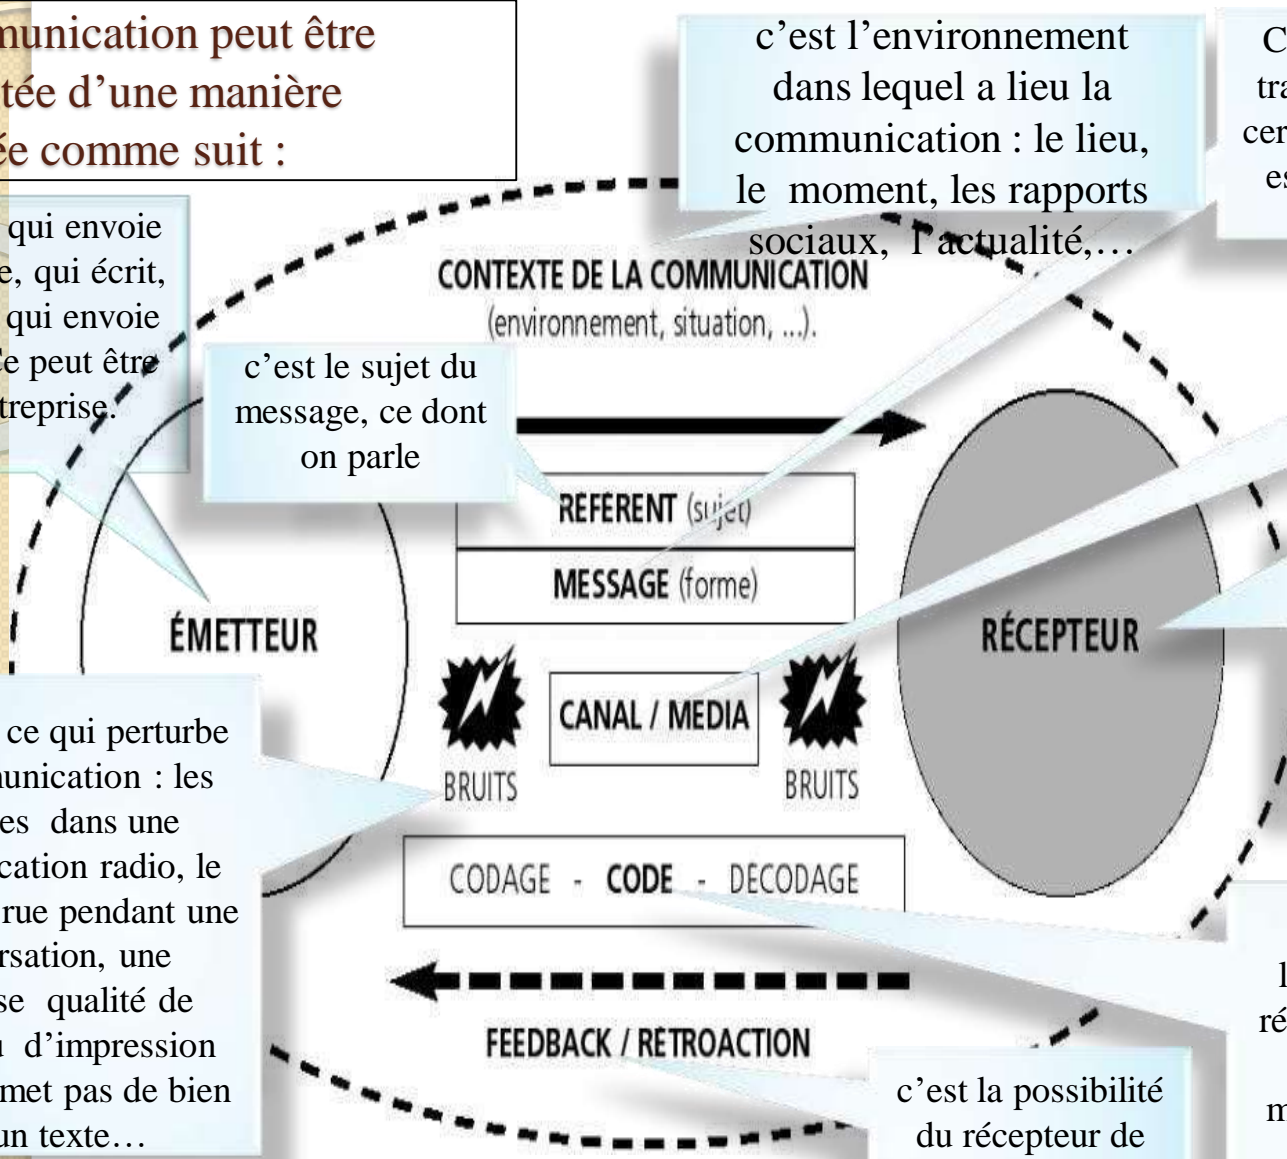 munication peut être
tée d’une manière
ée comme suit :
c’est l’environnement
dans lequel a lieu la
communication : le lieu,
le moment, les rapports
sociaux, l’actualité,…
C
tra
cer
es
qui envoie
e, qui écrit,
qui envoie
Ce peut être
ntreprise.
CONTEXTE DE LA COMMUNICATION
(environnement, situation, ...).
c’est le sujet du
message, ce dont
on parle
RÉFÉRENT (sujet)
MESSAGE (forme)
ÉMETTEUR
RÉCEPTEUR
CANAL / MEDIA
BRUITS
BRUITS
ce qui perturbe
munication : les
es dans une
cation radio, le
rue pendant une
rsation, une
se qualité de
u d’impression
met pas de bien
un texte…
CODAGE - CODE - DÉCODAGE
FEEDBACK / RÉTROACTION
l
ré
m
c’est la possibilité
du récepteur de